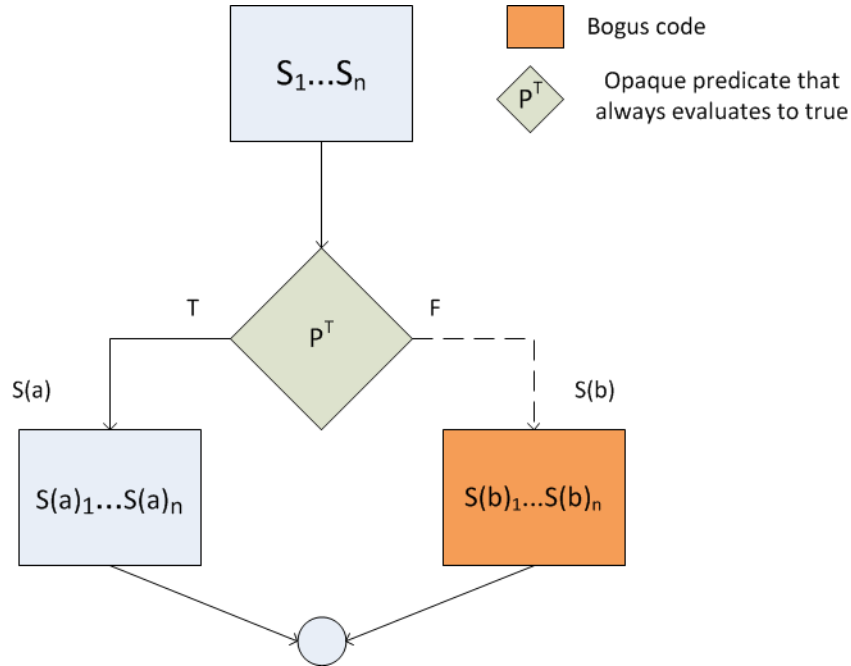 S₁...Sₙ
Bogus code
Pᵀ
Opaque predicate that
always evaluates to true
T
Pᵀ
F
S(a)
S(b)
S(a)₁...S(a)ₙ
S(b)₁...S(b)ₙ